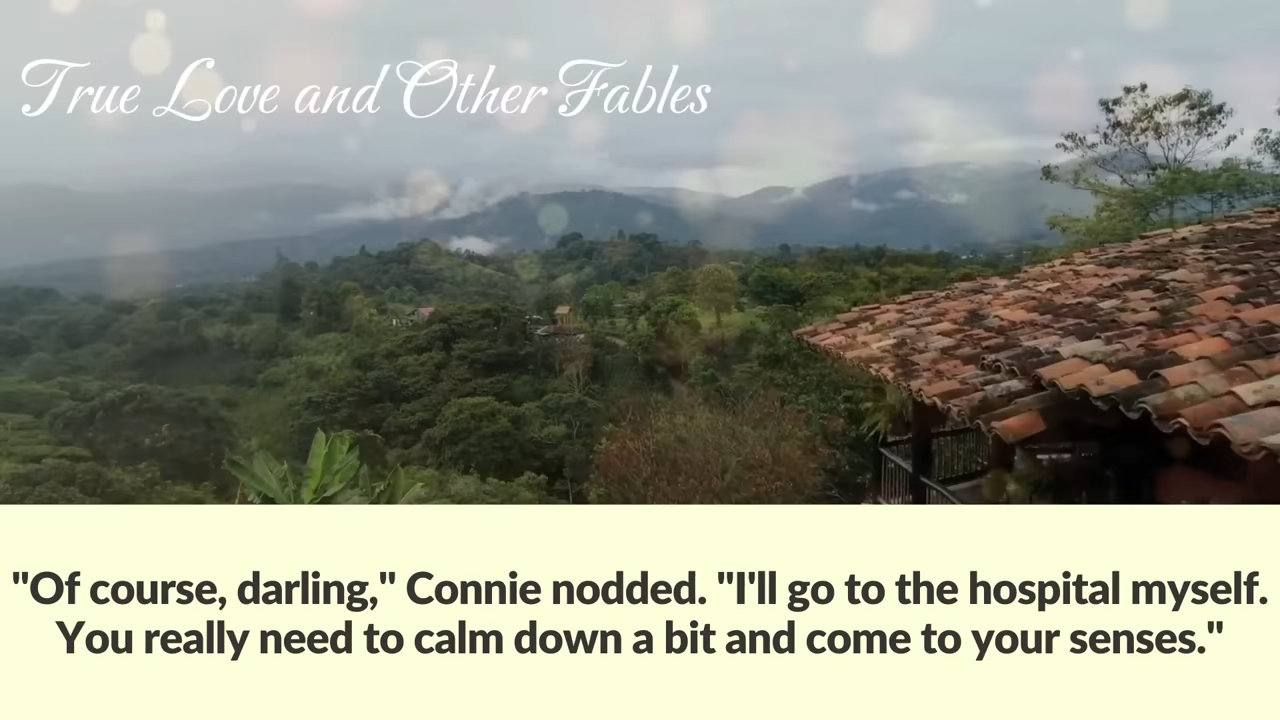 True Love and Other Fables
"Of course, darling," Connie nodded. "I'll go to the hospital myself.
You really need to calm down a bit and come to your senses."